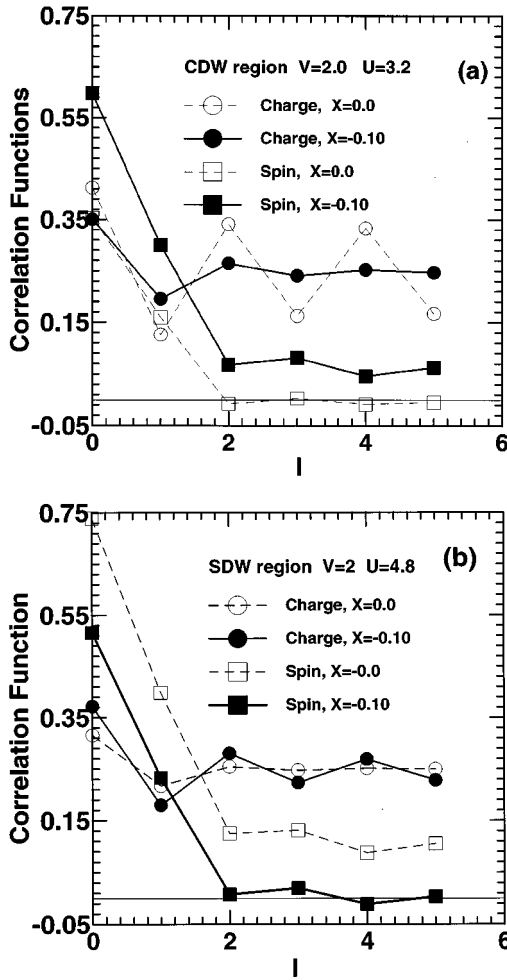 0.75
CDW region V=2.0 U=3.2
(a)
Charge, X=0.0
Charge, X=-0.10
Spin, X=0.0
Spin, X=-0.10
0.55
0.35
0.15
-0.05
Correlation Functions
0 2 4 6
l
0.75
SDW region V=2 U=4.8
(b)
Charge, X=0.0
Charge, X=-0.10
Spin, X=-0.0
Spin, X=-0.10
0.55
0.35
0.15
-0.05
Correlation Function
0 2 4 6
l